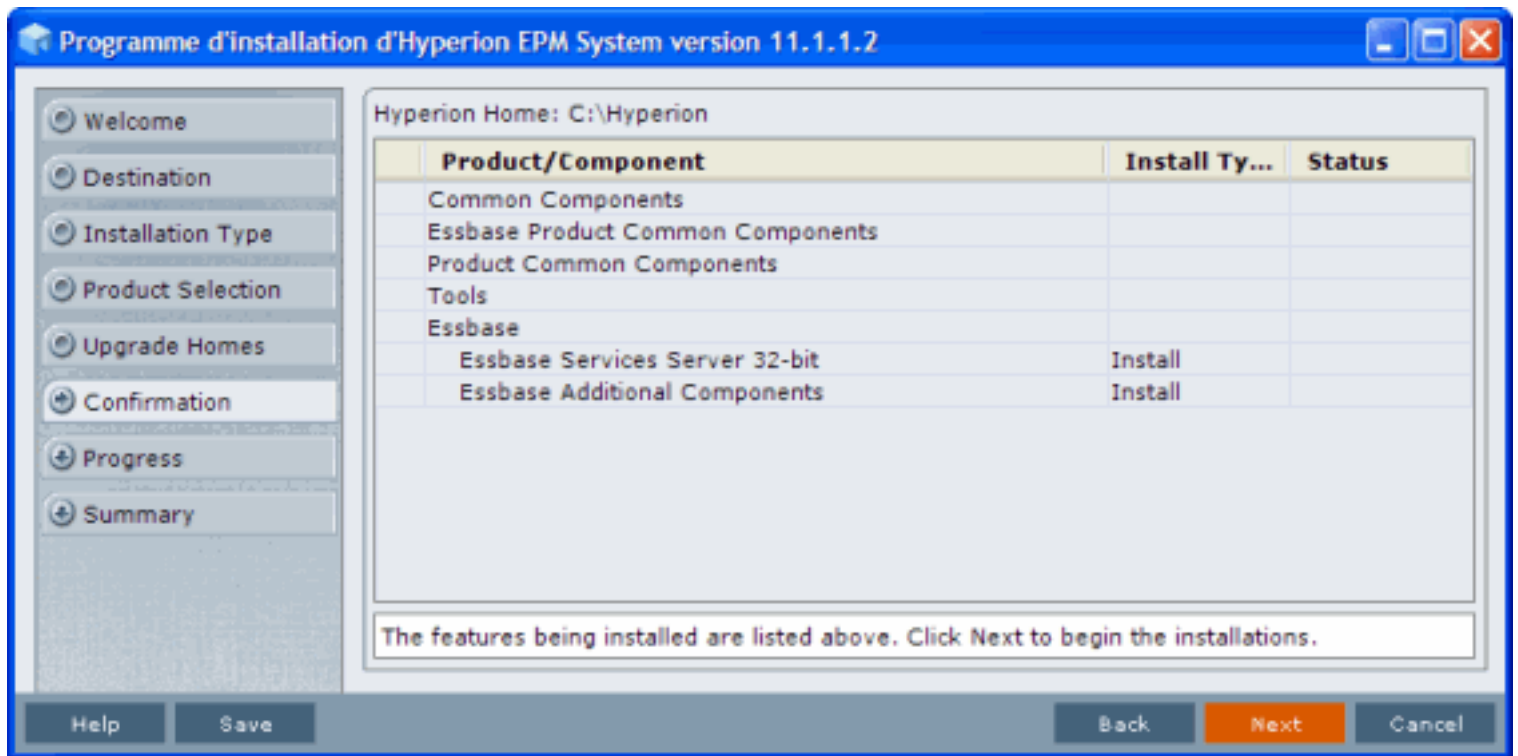 Programme d'installation d'Hyperion EPM System version 11.1.1.2
Welcome
Destination
Installation Type
Product Selection
Upgrade Homes
Confirmation
Progress
Summary
Hyperion Home: C:\Hyperion
Product/Component Install Ty... Status
Common Components
Essbase Product Common Components
Product Common Components
Tools
Essbase
Essbase Services Server 32-bit Install
Essbase Additional Components Install
The features being installed are listed above. Click Next to begin the installations.
Help Save Back Next Cancel